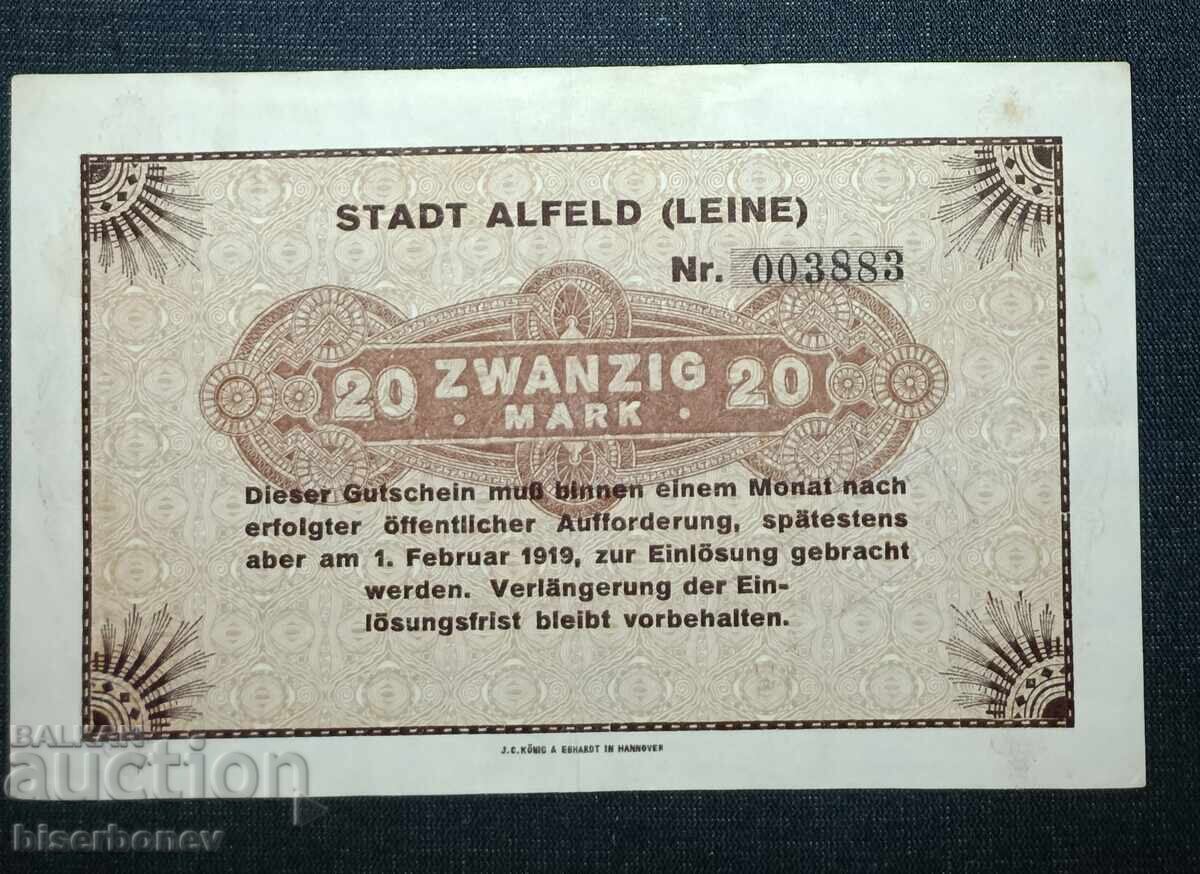 STADT ALFELD (LEINE)
Nr. 003883
20 ZWANZIG 20
· MARK ·
Dieser Gutschein muß binnen einem Monat nach
erfolgter öffentlicher Aufforderung, spätestens
aber am 1. Februar 1919, zur Einlösung gebracht
werden. Verlängerung der Ein-
lösungsfrist bleibt vorbehalten.
J.C.KÖNIG & EBHARDT IN HANNOVER
BALKAN
auction
biserbonev